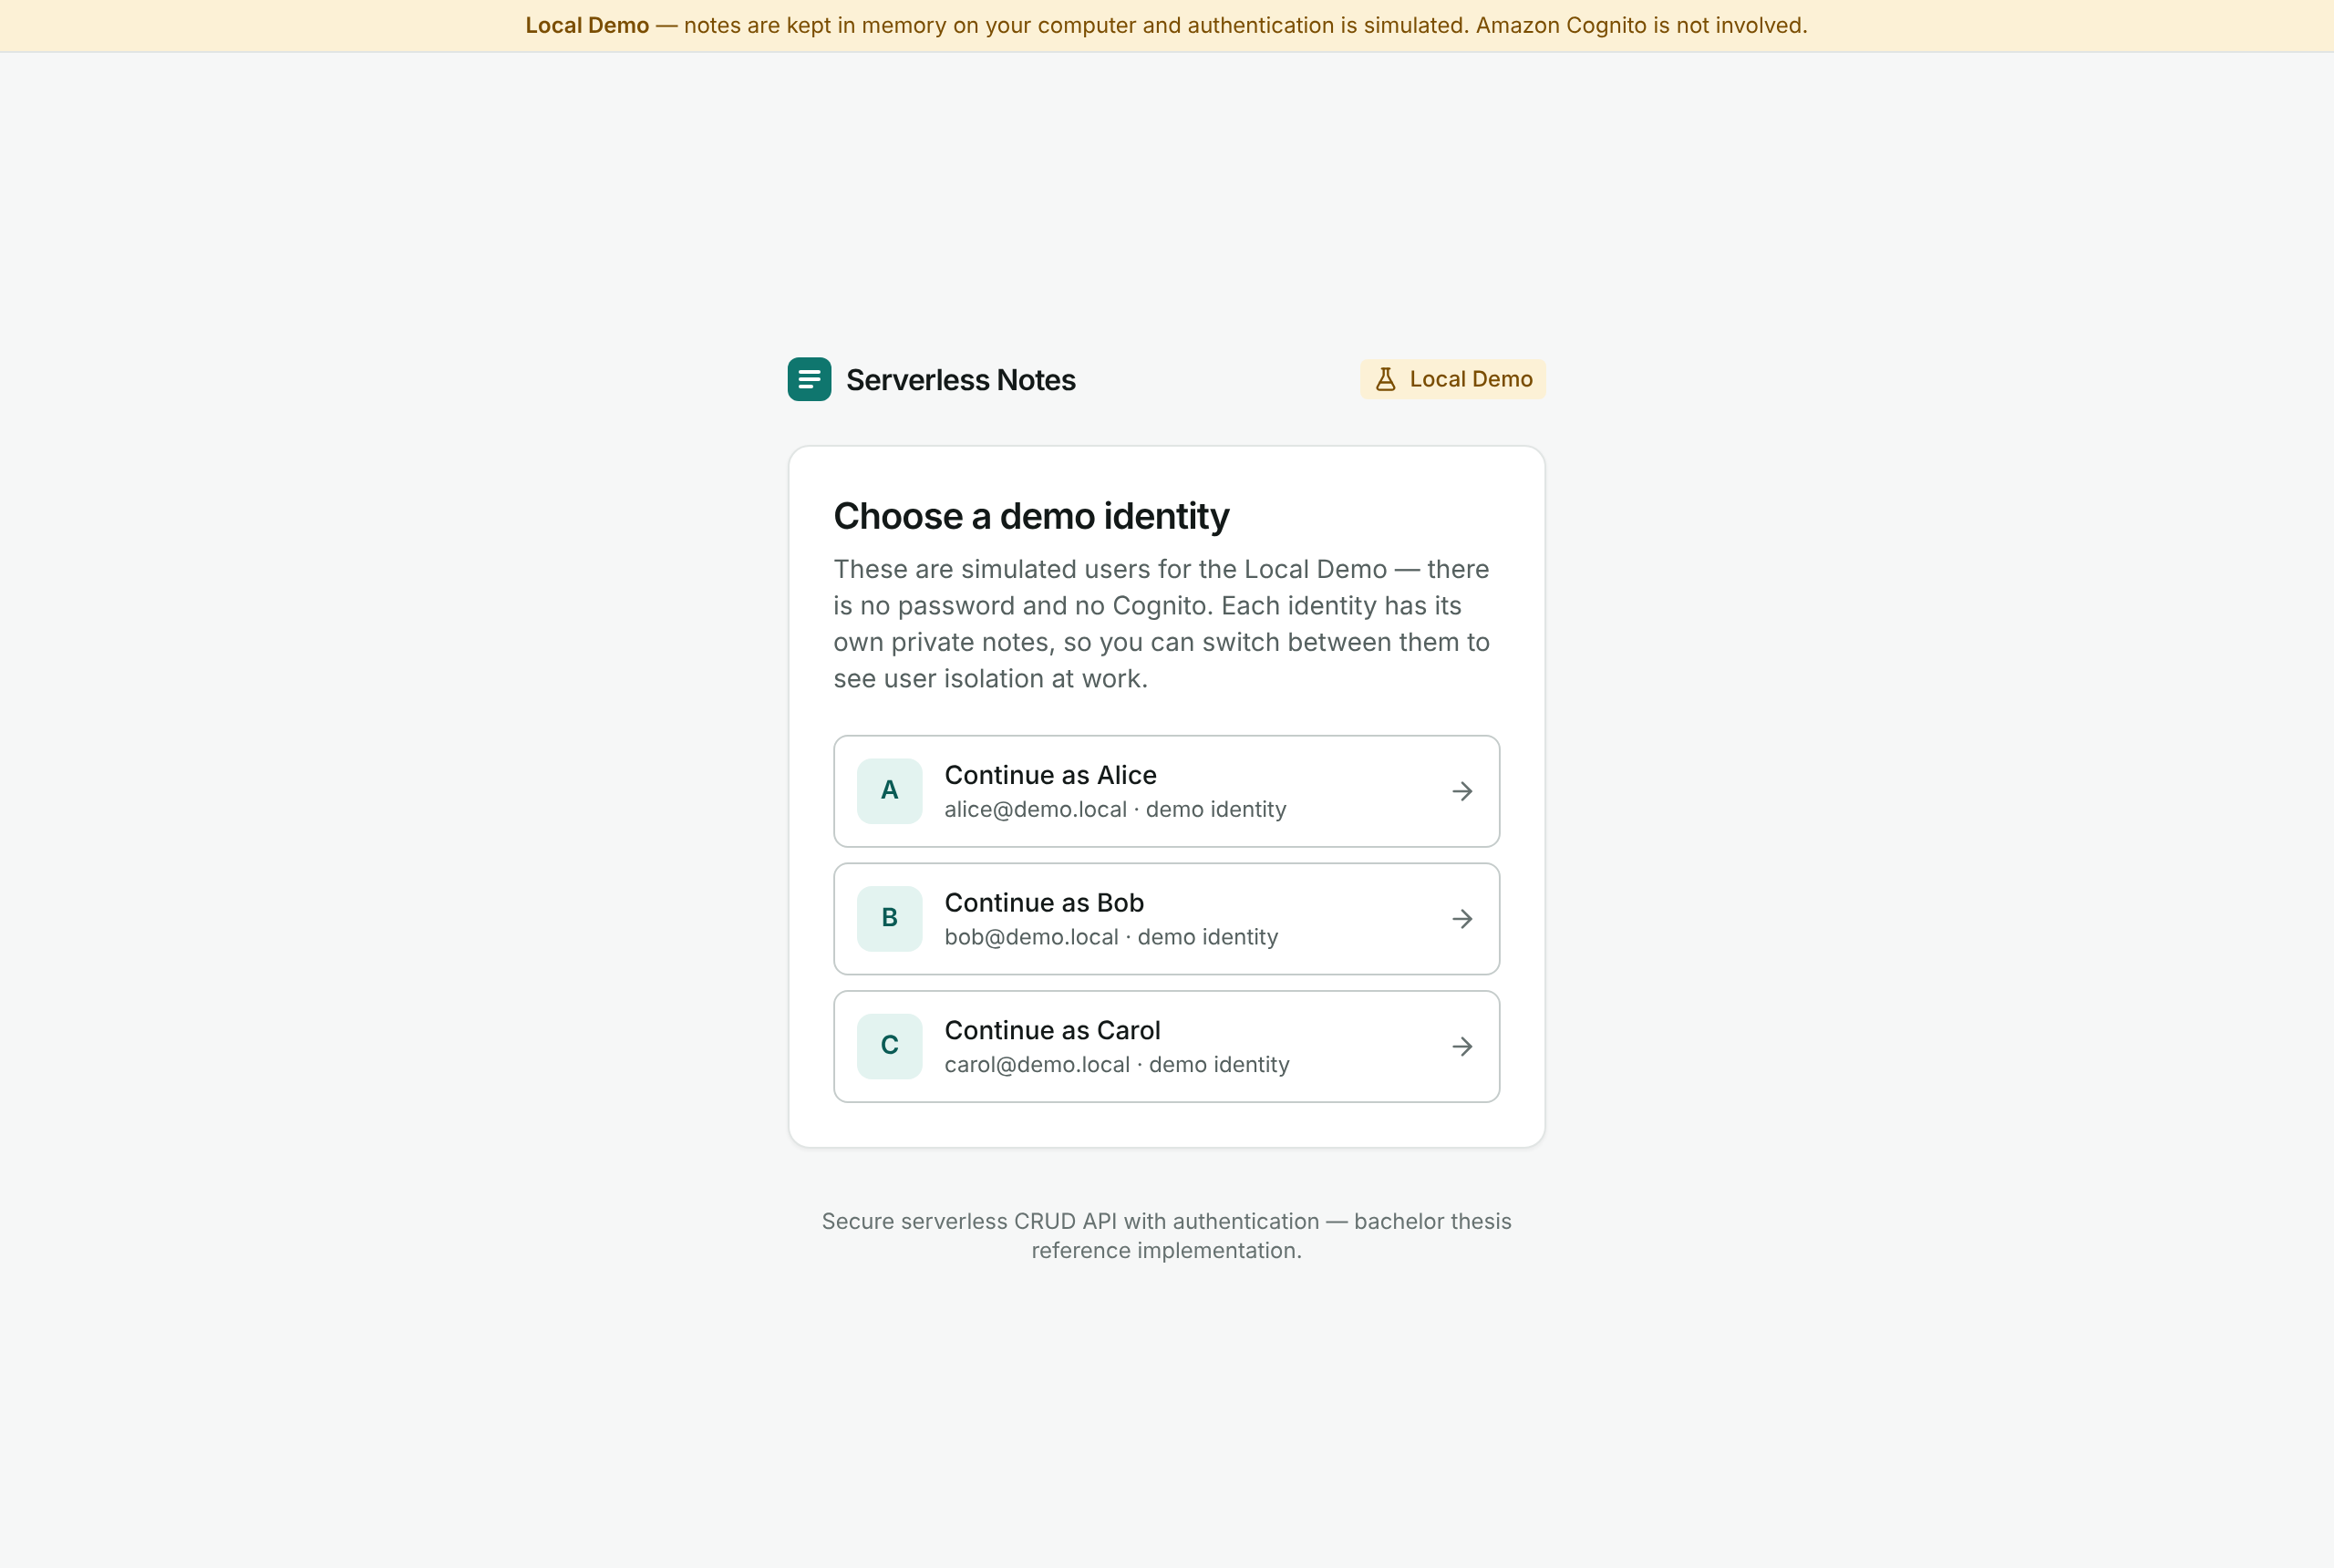 Local Demo — notes are kept in memory on your computer and authentication is simulated. Amazon Cognito is not involved.
Serverless Notes
Local Demo
Choose a demo identity
These are simulated users for the Local Demo — there
is no password and no Cognito. Each identity has its
own private notes, so you can switch between them to
see user isolation at work.
A
Continue as Alice
alice@demo.local · demo identity
B
Continue as Bob
bob@demo.local · demo identity
C
Continue as Carol
carol@demo.local · demo identity
Secure serverless CRUD API with authentication — bachelor thesis
reference implementation.